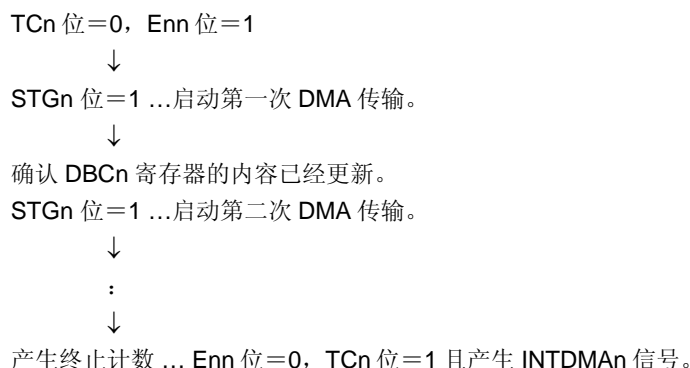 TCn 位＝0，Enn 位＝1
↓
STGn 位＝1 …启动第一次 DMA 传输。
↓
确认 DBCn 寄存器的内容已经更新。
STGn 位＝1 …启动第二次 DMA 传输。
↓
：
↓
产生终止计数 … Enn 位＝0，TCn 位＝1 且产生 INTDMAn 信号。